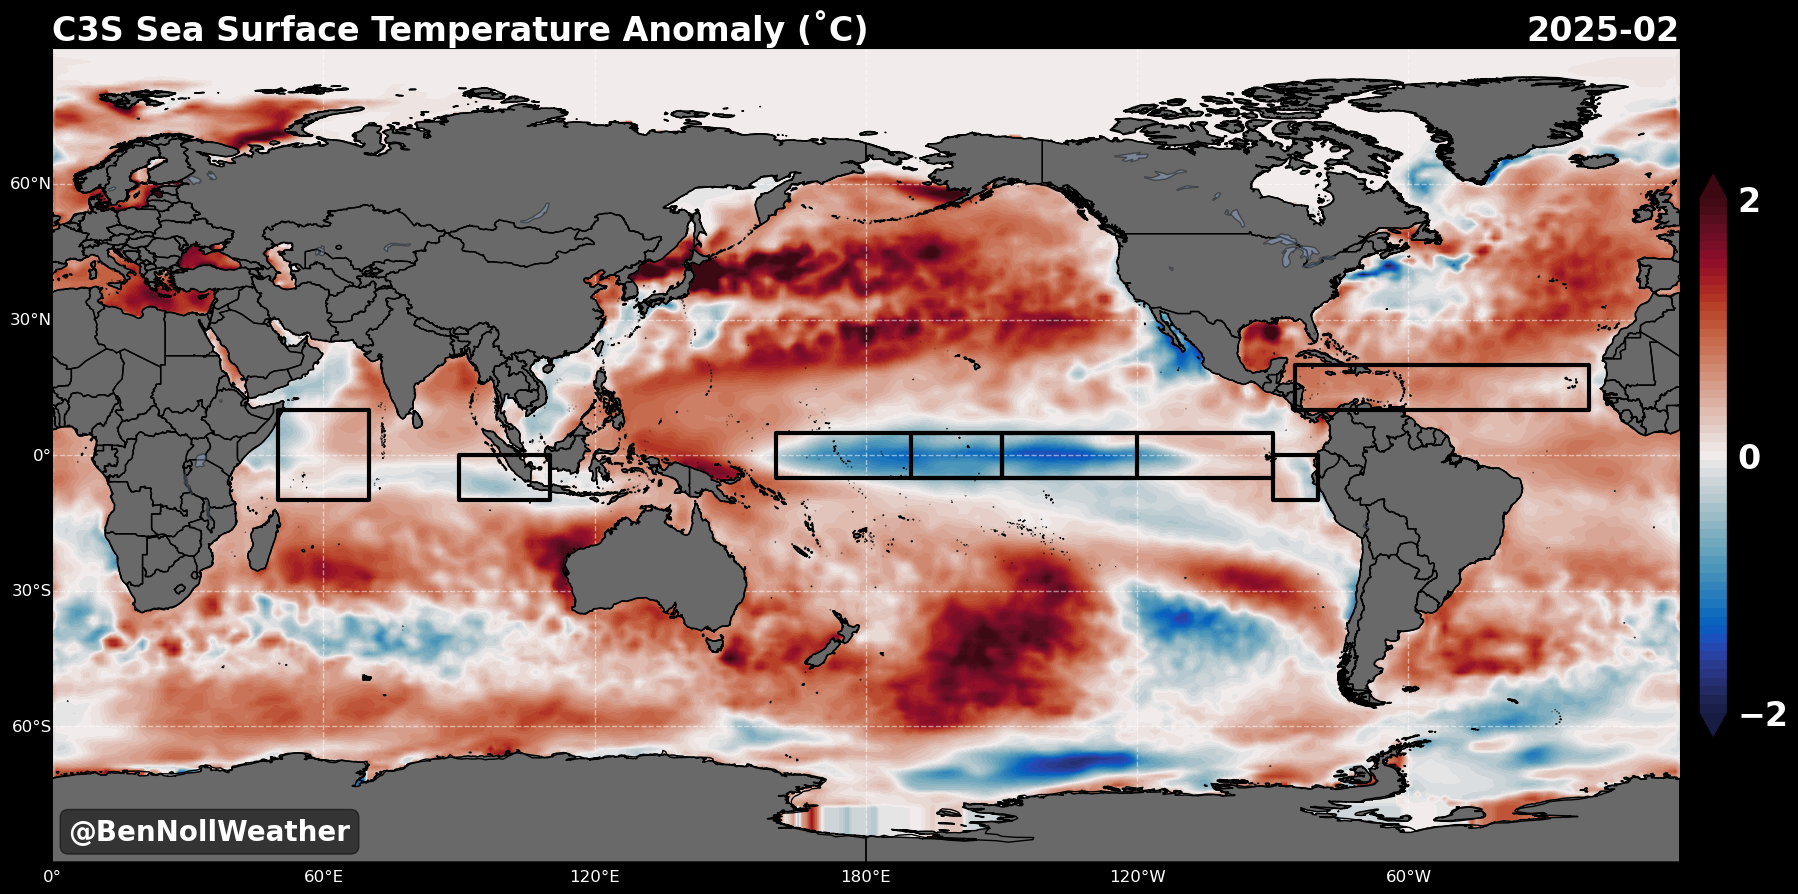 C3S Sea Surface Temperature Anomaly (˚C)
2025-02
60°N
30°N
0°
30°S
60°S
2
0
−2
@BenNollWeather
0°
60°E
120°E
180°E
120°W
60°W